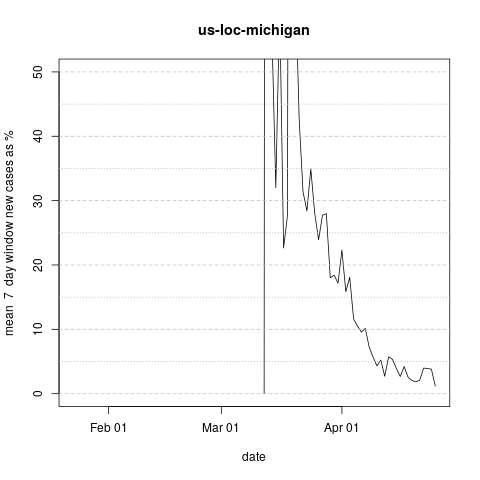 us-loc-michigan
mean 7 day window new cases as %
50
40
30
20
10
0
Feb 01
Mar 01
Apr 01
date